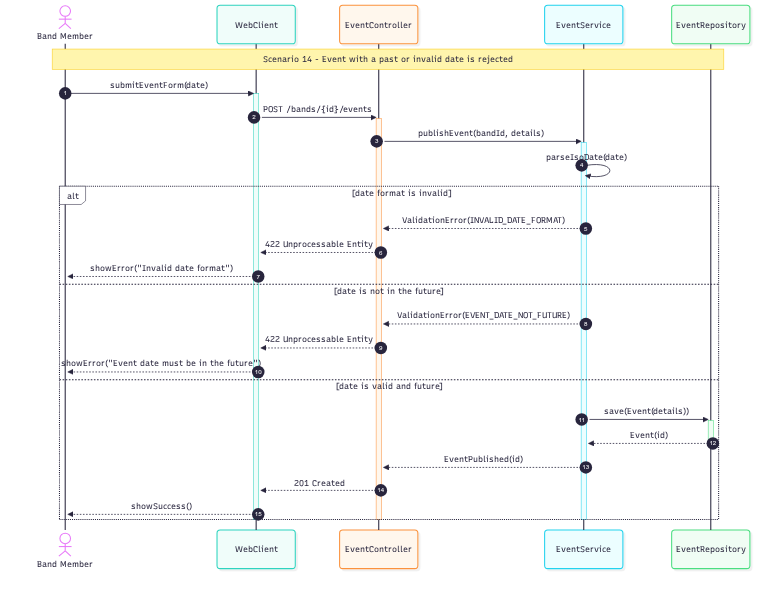 Band Member
WebClient
EventController
EventService
EventRepository
Scenario 14 - Event with a past or invalid date is rejected
1
submitEventForm(date)
2
POST /bands/{id}/events
3
publishEvent(bandId, details)
4
parseIsoDate(date)
alt
[date format is invalid]
ValidationError(INVALID_DATE_FORMAT)
5
422 Unprocessable Entity
6
showError("Invalid date format")
7
[date is not in the future]
ValidationError(EVENT_DATE_NOT_FUTURE)
8
422 Unprocessable Entity
9
showError("Event date must be in the future")
10
[date is valid and future]
11
save(Event(details))
Event(id)
12
EventPublished(id)
13
201 Created
14
showSuccess()
15
Band Member
WebClient
EventController
EventService
EventRepository